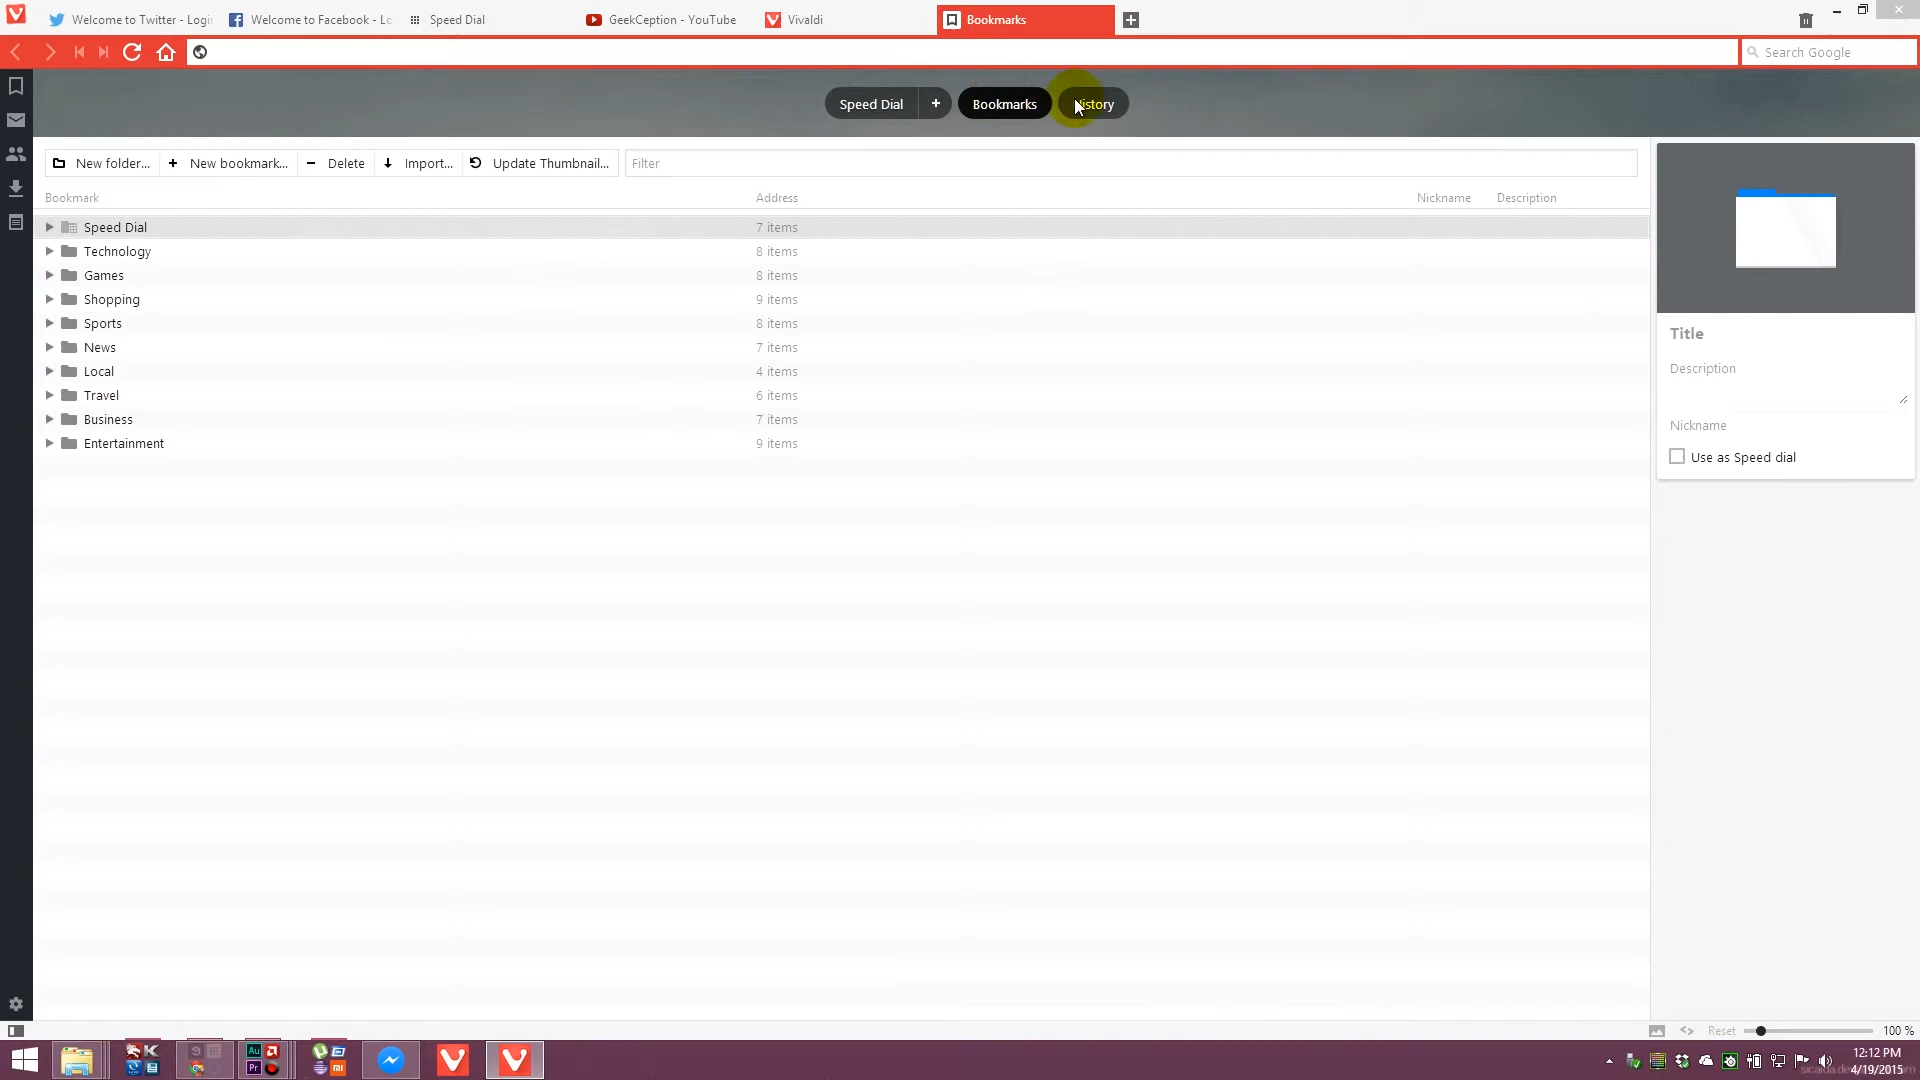 Welcome to Twitter - Login
Welcome to Facebook - Lo
Speed Dial
GeekCeption - YouTube
Vivaldi
Bookmarks
Search Google
Speed Dial
+
Bookmarks
History
New folder...
New bookmark...
Delete
Import...
Update Thumbnail...
Filter
Bookmark Address Nickname Description
Speed Dial 7 items
Technology 8 items
Games 8 items
Shopping 9 items
Sports 8 items
News 7 items
Local 4 items
Travel 6 items
Business 7 items
Entertainment 9 items
Title
Description
Nickname
Use as Speed dial
Reset 100 %
Au
Pr
12:12 PM
4/19/2015